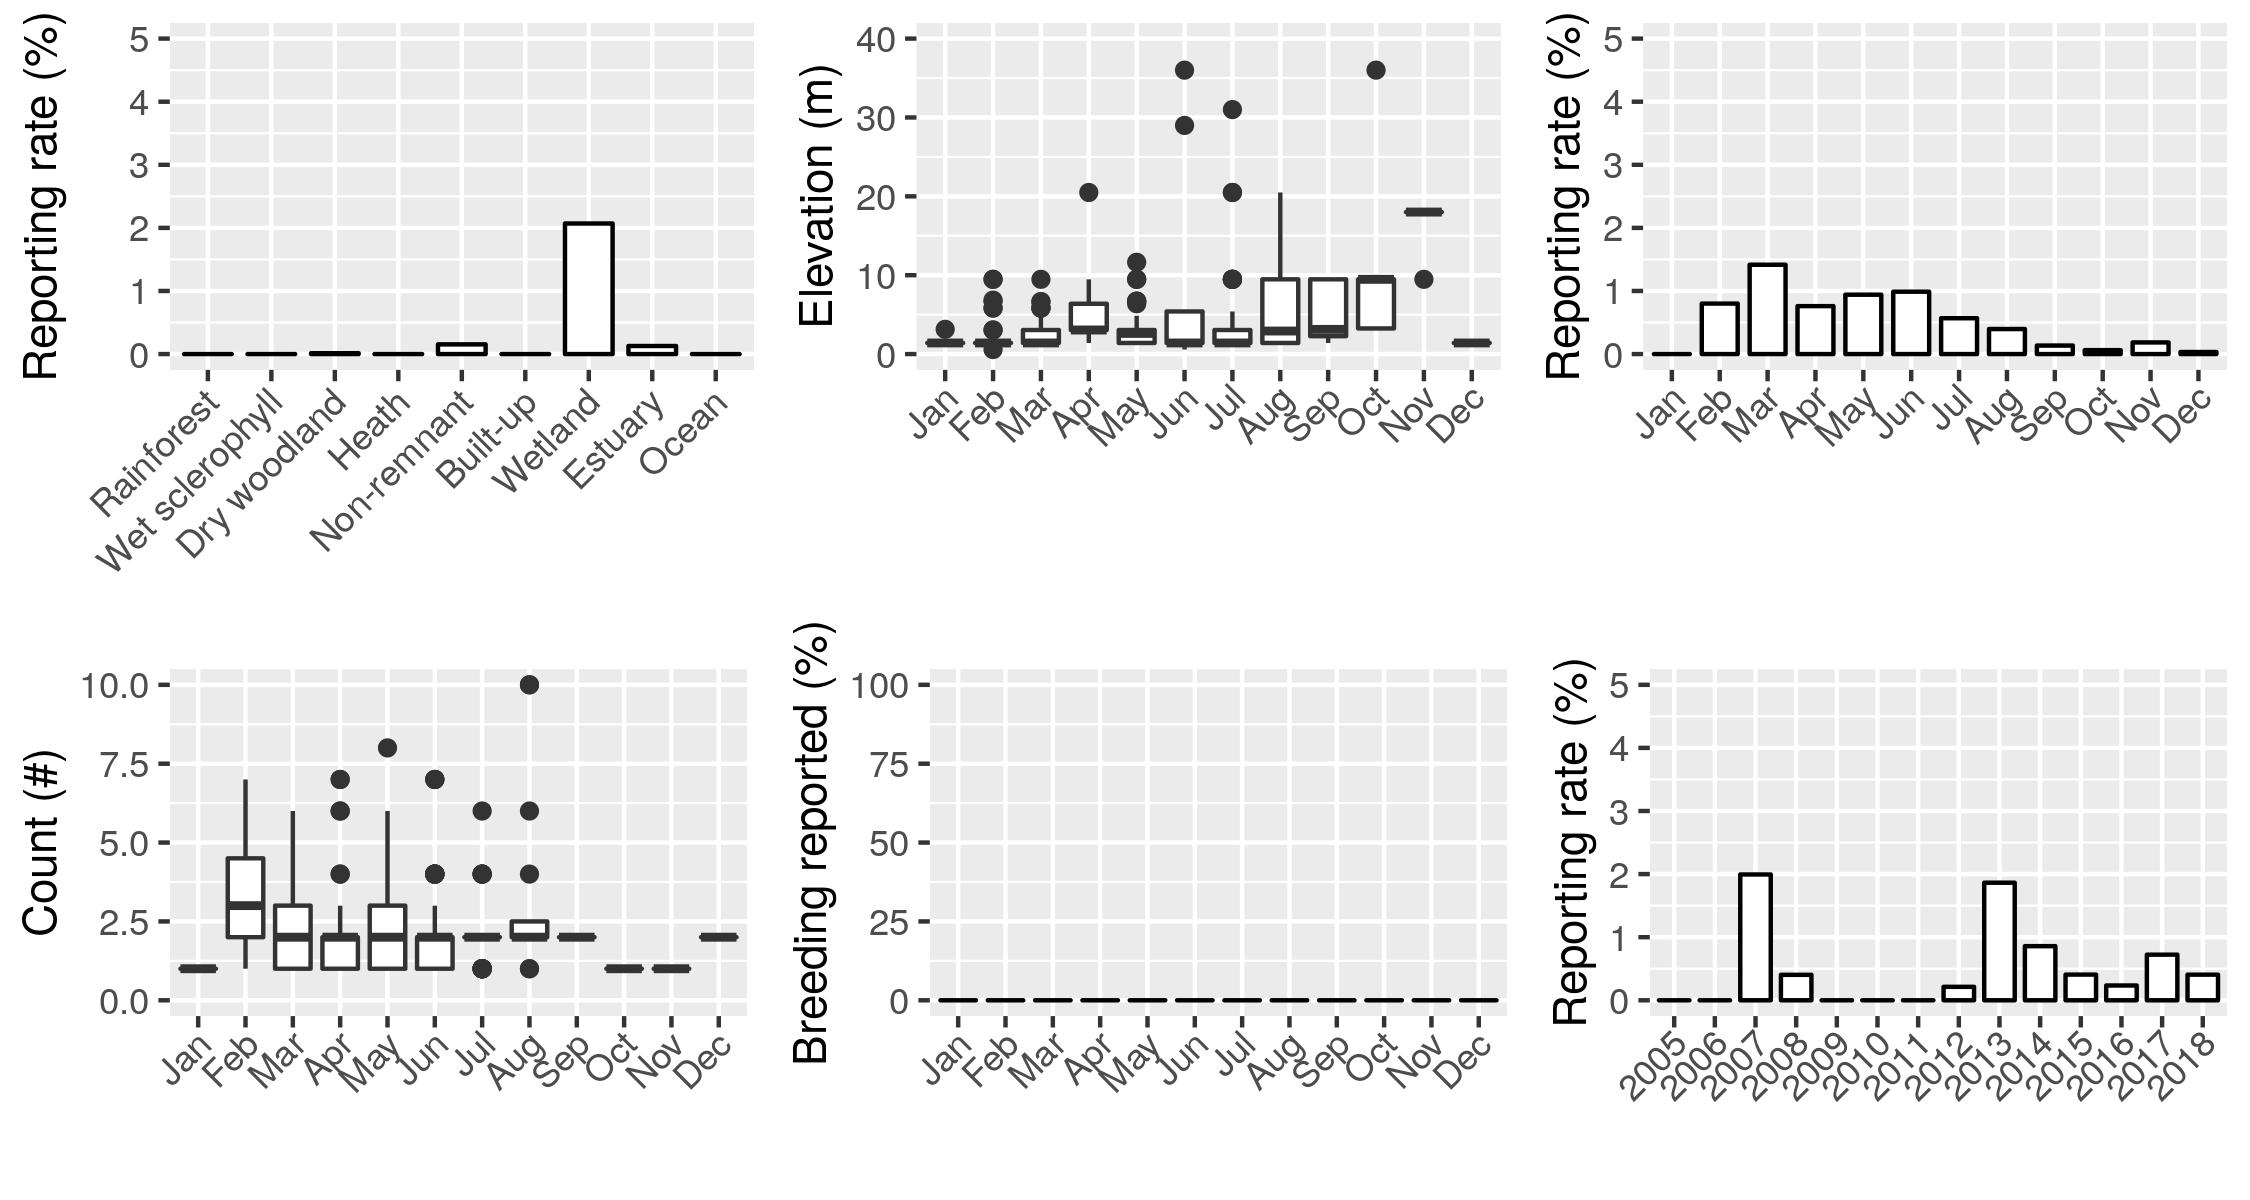 Reporting rate (%)
5
4
3
2
1
0
Rainforest
Wet sclerophyll
Dry woodland
Heath
Non-remnant
Built-up
Wetland
Estuary
Ocean
Elevation (m)
40
30
20
10
0
Jan
Feb
Mar
Apr
May
Jun
Jul
Aug
Sep
Oct
Nov
Dec
Reporting rate (%)
5
4
3
2
1
0
Jan
Feb
Mar
Apr
May
Jun
Jul
Aug
Sep
Oct
Nov
Dec
Count (#)
10.0
7.5
5.0
2.5
0.0
Jan
Feb
Mar
Apr
May
Jun
Jul
Aug
Sep
Oct
Nov
Dec
Breeding reported (%)
100
75
50
25
0
Jan
Feb
Mar
Apr
May
Jun
Jul
Aug
Sep
Oct
Nov
Dec
Reporting rate (%)
5
4
3
2
1
0
2005
2006
2007
2008
2009
2010
2011
2012
2013
2014
2015
2016
2017
2018